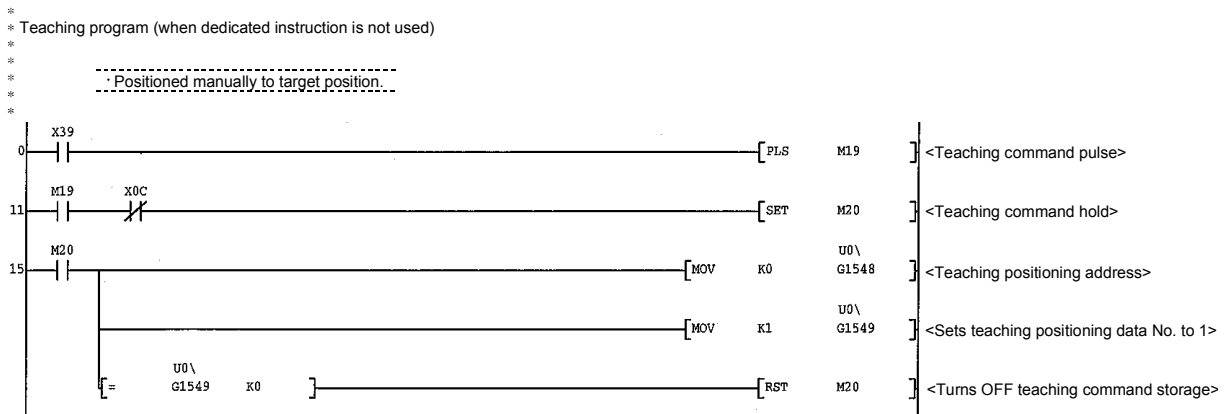 *
* Teaching program (when dedicated instruction is not used)
*
*
* · Positioned manually to target position.
*
*
X39
0 [PLS M19 ] <Teaching command pulse>
M19 X0C
11 [SET M20 ] <Teaching command hold>
M20 U0\
15 [MOV K0 G1548 ] <Teaching positioning address>
U0\
[MOV K1 G1549 ] <Sets teaching positioning data No. to 1>
U0\
[= G1549 K0 ] [RST M20 ] <Turns OFF teaching command storage>